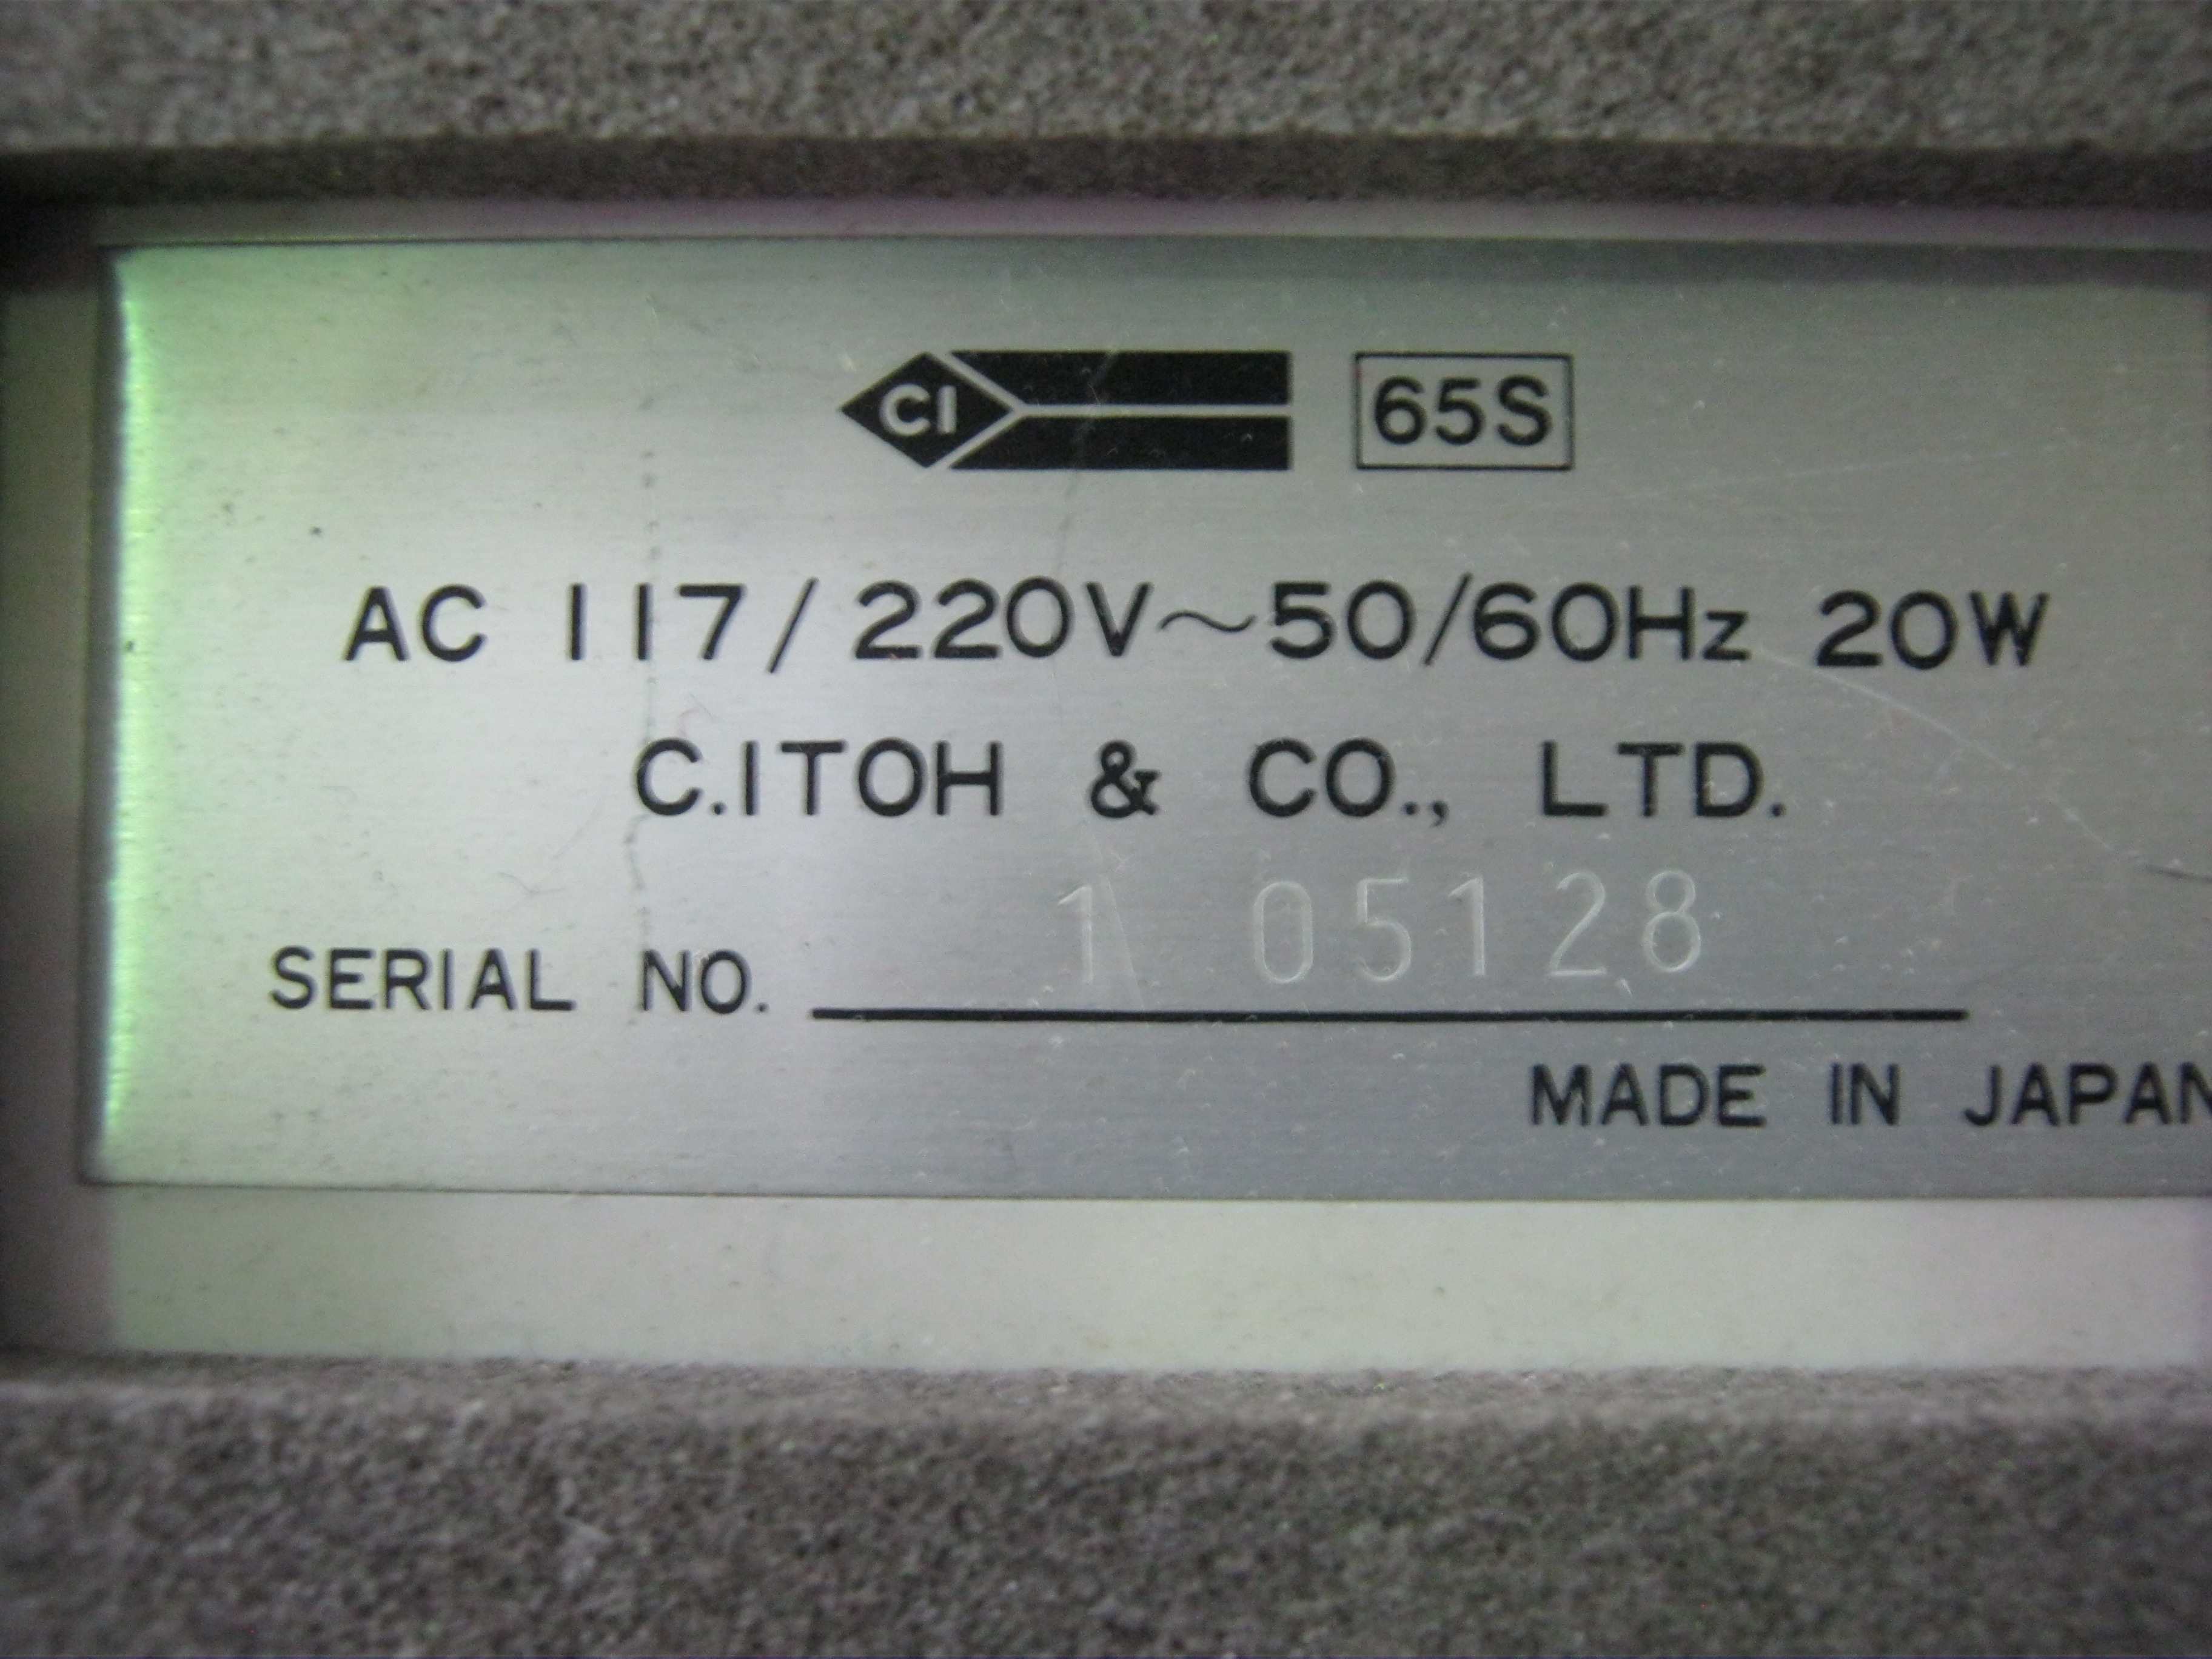 CI 65S
AC 117/220V～50/60Hz 20W
C.ITOH & CO., LTD.
SERIAL NO. 1 05128
MADE IN JAPAN